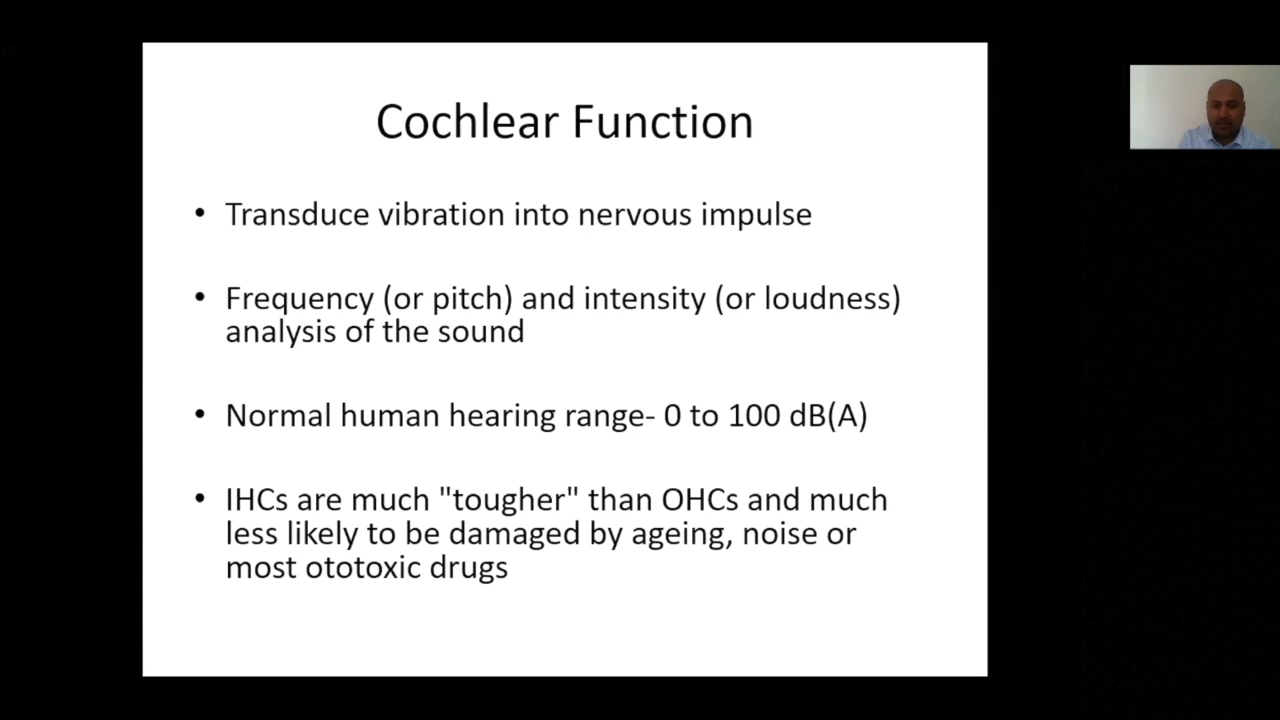 Cochlear Function
• Transduce vibration into nervous impulse
• Frequency (or pitch) and intensity (or loudness)
analysis of the sound
• Normal human hearing range- 0 to 100 dB(A)
• IHCs are much "tougher" than OHCs and much
less likely to be damaged by ageing, noise or
most ototoxic drugs